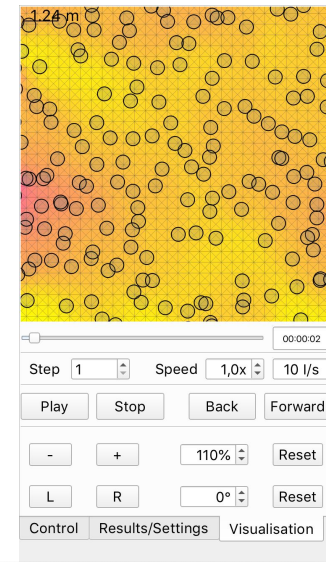 1.24 m
00:00:02
Step 1 Speed 1,0x 10 l/s
Play Stop Back Forward
- + 110% Reset
L R 0° Reset
Control Results/Settings Visualisation